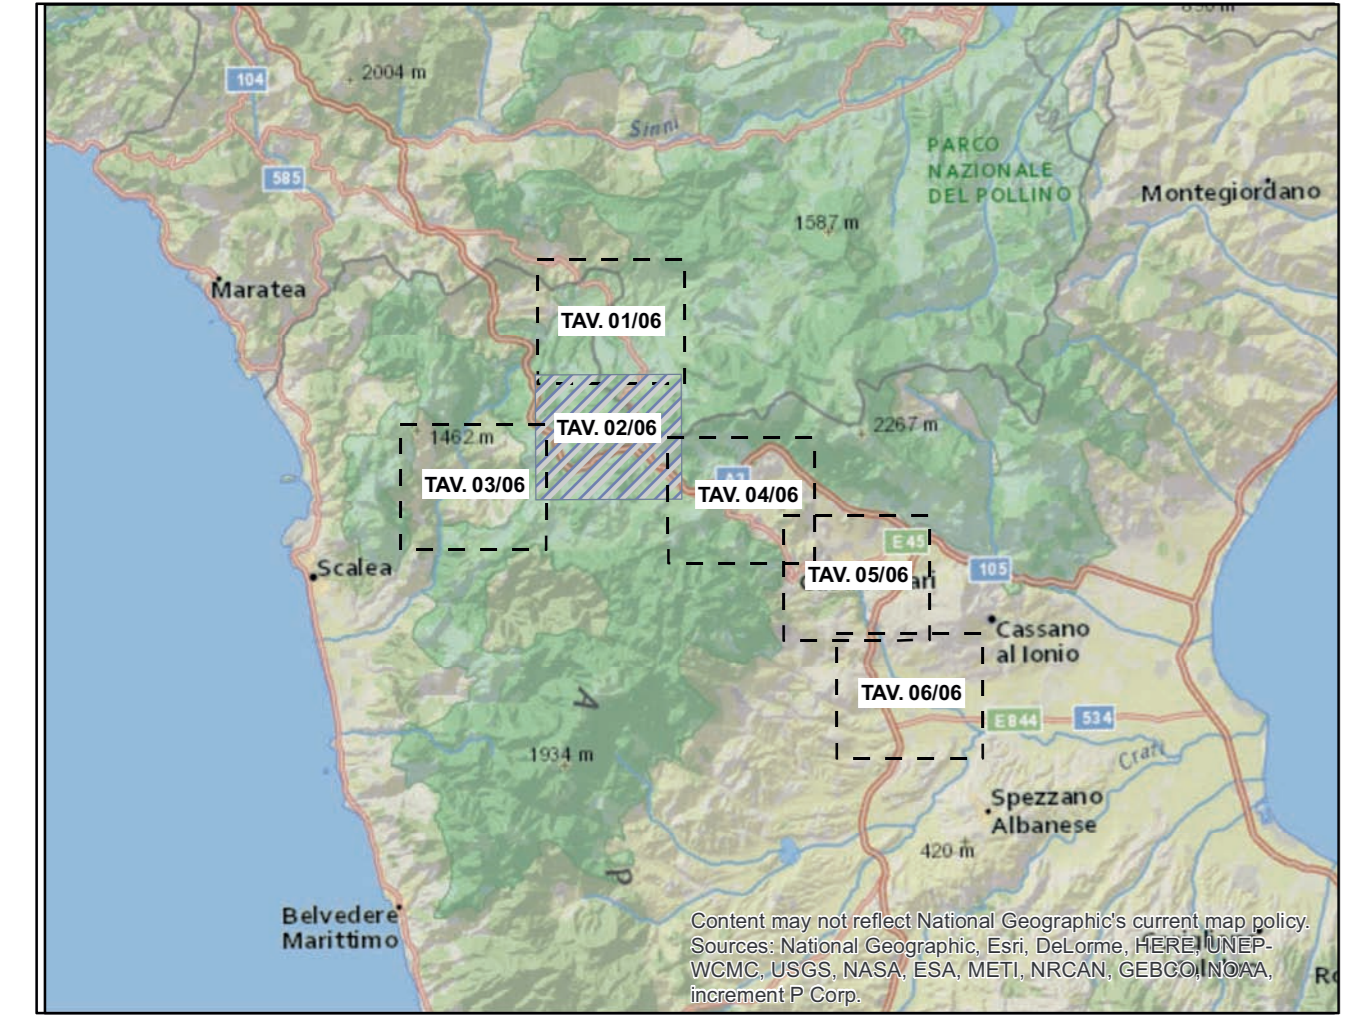 104
2004 m
Sinni
585
PARCO
NAZIONALE
DEL POLLINO
Montegiordano
1587 m
Maratea
TAV. 01/06
2267 m
TAV. 02/06
1462 m
TAV. 03/06
TAV. 04/06
E45
Scalea
TAV. 05/06
105
Cassano
al Ionio
TAV. 06/06
E844
534
A
1934 m
Crati
Spezzano
Albanese
420 m
P
Belvedere
Marittimo
Content may not reflect National Geographic's current map policy.
Sources: National Geographic, Esri, DeLorme, HERE, UNEP-
WCMC, USGS, NASA, ESA, METI, NRCAN, GEBCO, NOAA,
increment P Corp.